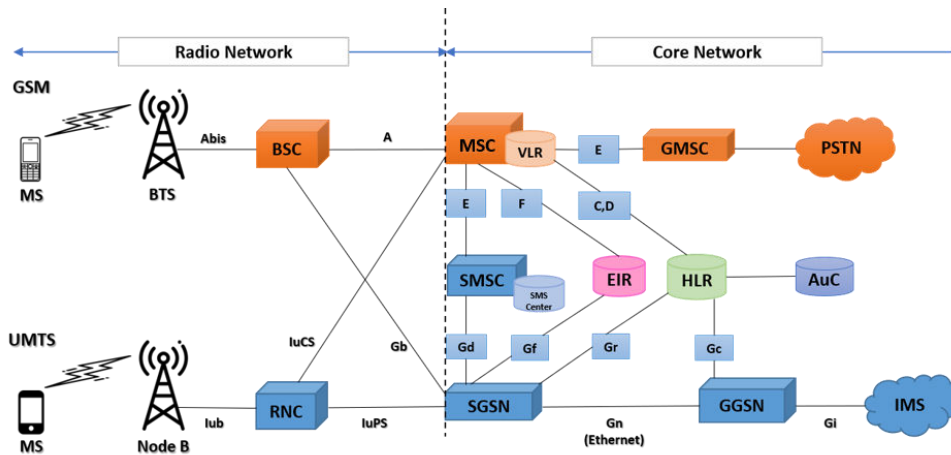 Radio Network
Core Network
GSM
Abis
BSC
A
MSC
VLR
E
GMSC
PSTN
MS
BTS
E
F
C,D
SMSC
SMS
Center
EIR
HLR
AuC
UMTS
IuCS
Gb
Gd
Gf
Gr
Gc
MS
Node B
Iub
RNC
IuPS
SGSN
Gn
(Ethernet)
GGSN
Gi
IMS